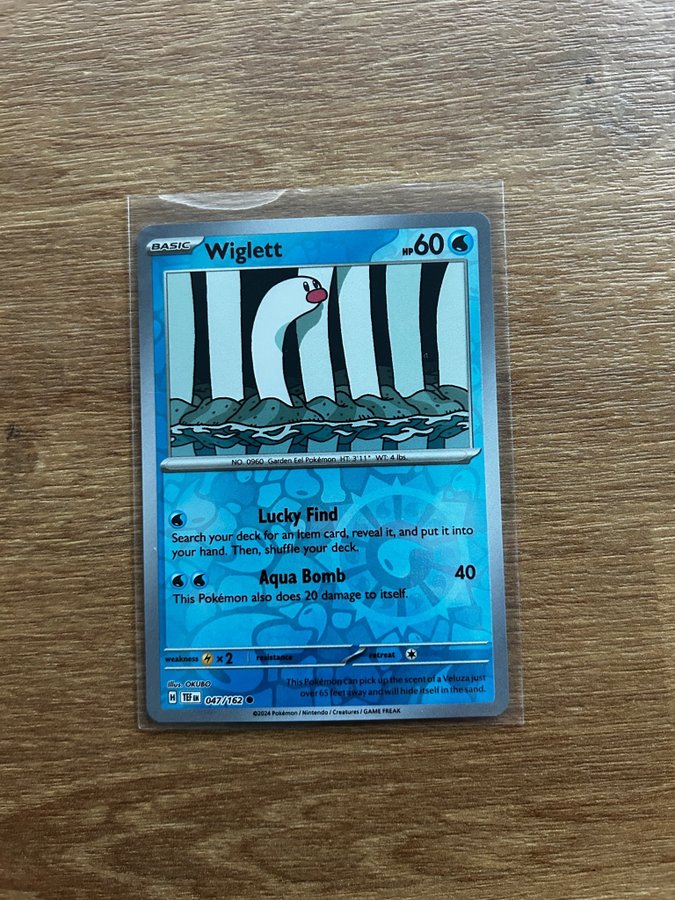 BASIC Wiglett HP 60
NO. 0960 Garden Eel Pokémon HT: 3'11" WT: 4 lbs.
Lucky Find
Search your deck for an Item card, reveal it, and put it into
your hand. Then, shuffle your deck.
Aqua Bomb 40
This Pokémon also does 20 damage to itself.
weakness ×2 resistance retreat
Illus. OKUBO
This Pokémon can pick up the scent of a Veluza just
over 65 feet away and will hide itself in the sand.
H TEF EN 047/162
©2024 Pokémon / Nintendo / Creatures / GAME FREAK